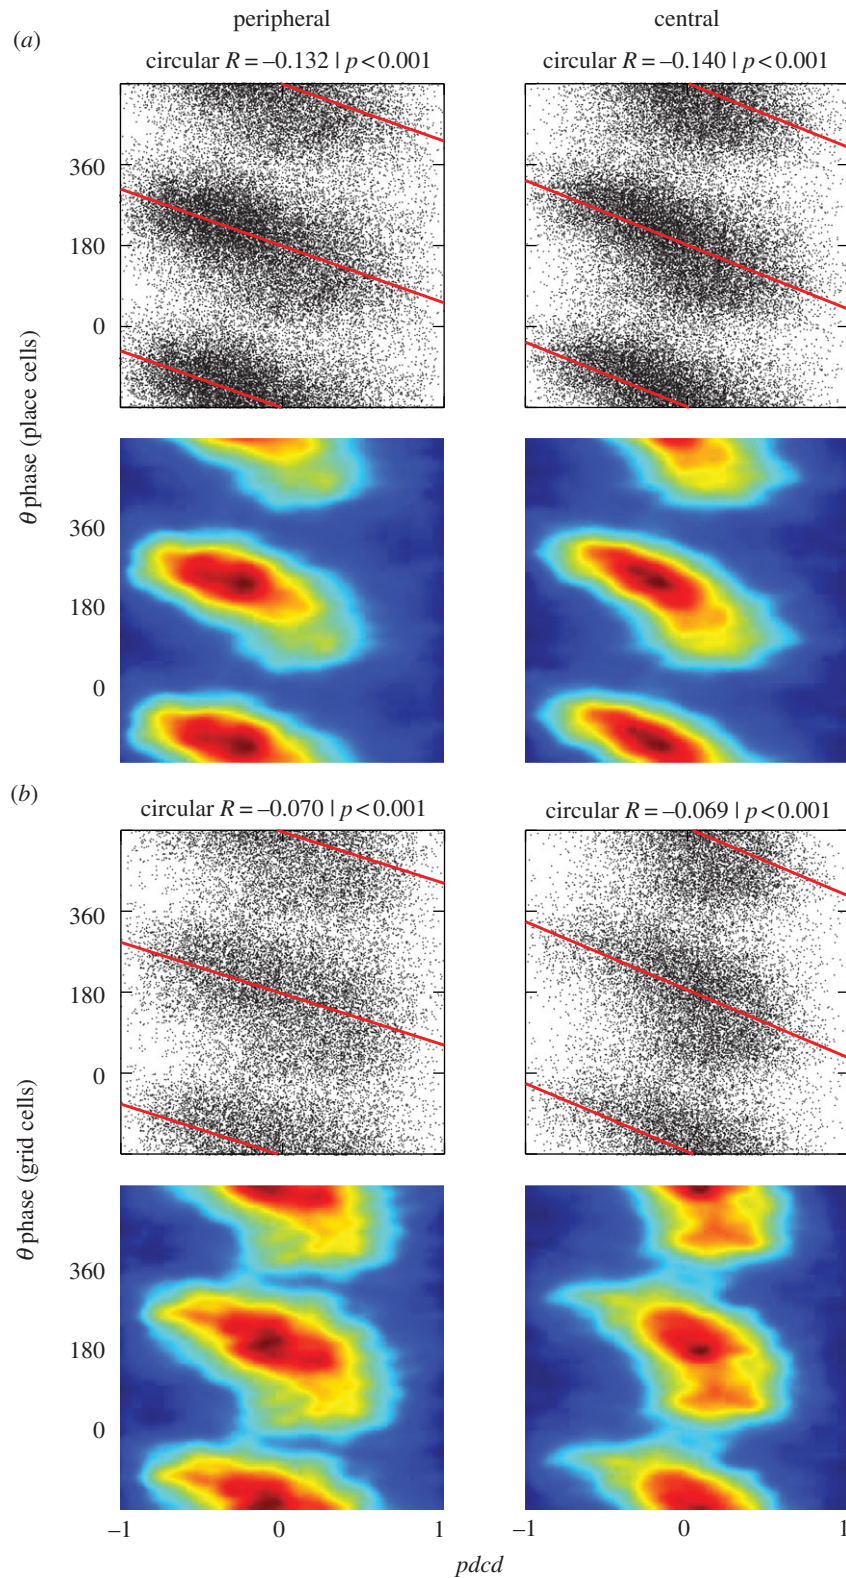 peripheral central
(a)
circular R = –0.132 | p < 0.001 circular R = –0.140 | p < 0.001
360
180
0
θ phase (place cells)
360
180
0
(b)
circular R = –0.070 | p < 0.001 circular R = –0.069 | p < 0.001
360
180
0
θ phase (grid cells)
360
180
0
–1 0 1 –1 0 1
pdcd